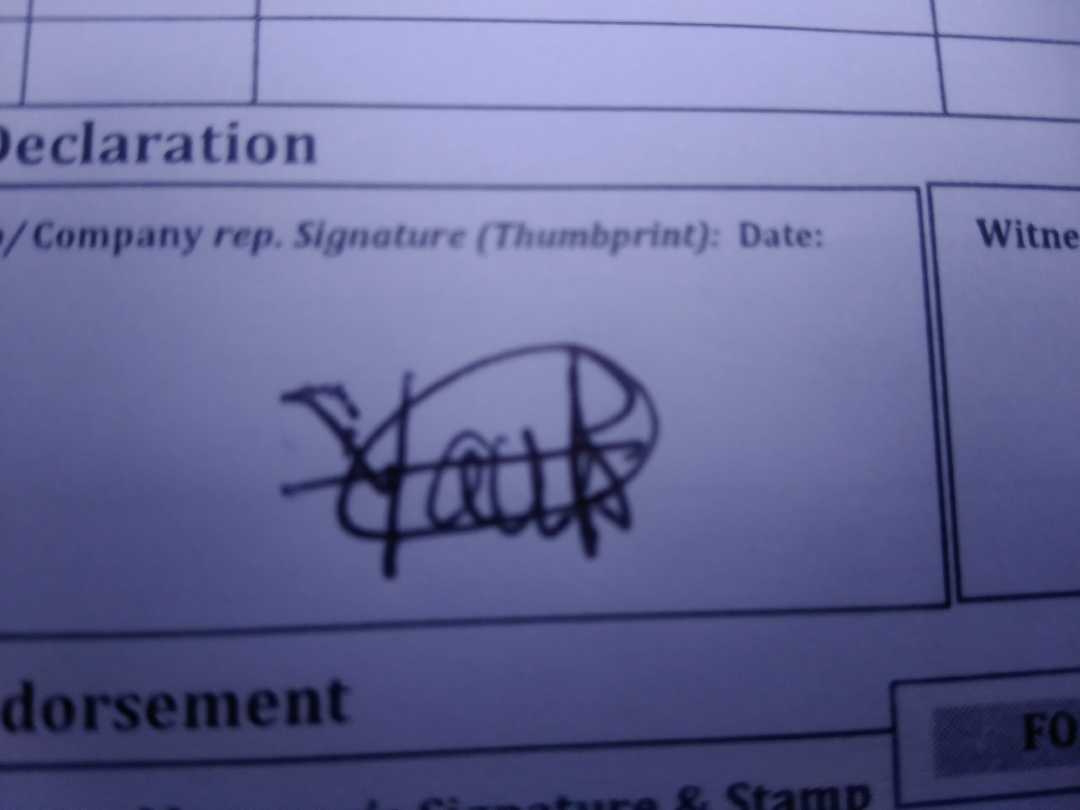 Declaration
/Company rep. Signature (Thumbprint): Date:
Witne
dorsement
FO
Signature & Stamp